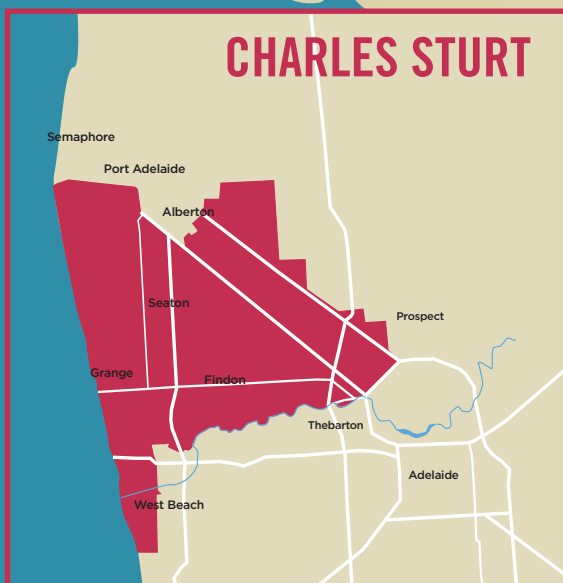 CHARLES STURT
Semaphore
Port Adelaide
Alberton
Seaton
Prospect
Grange
Findon
Thebarton
Adelaide
West Beach